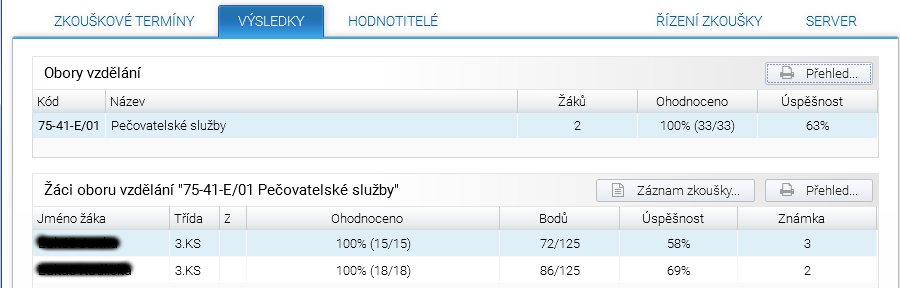 ZKOUŠKOVÉ TERMÍNY VÝSLEDKY HODNOTITELÉ ŘÍZENÍ ZKOUŠKY SERVER
Obory vzdělání Přehled...
Kód Název Žáků Ohodnoceno Úspěšnost
75-41-E/01 Pečovatelské služby 2 100% (33/33) 63%
Žáci oboru vzdělání "75-41-E/01 Pečovatelské služby" Záznam zkoušky... Přehled...
Jméno žáka Třída Z Ohodnoceno Bodů Úspěšnost Známka
3.KS 100% (15/15) 72/125 58% 3
3.KS 100% (18/18) 86/125 69% 2